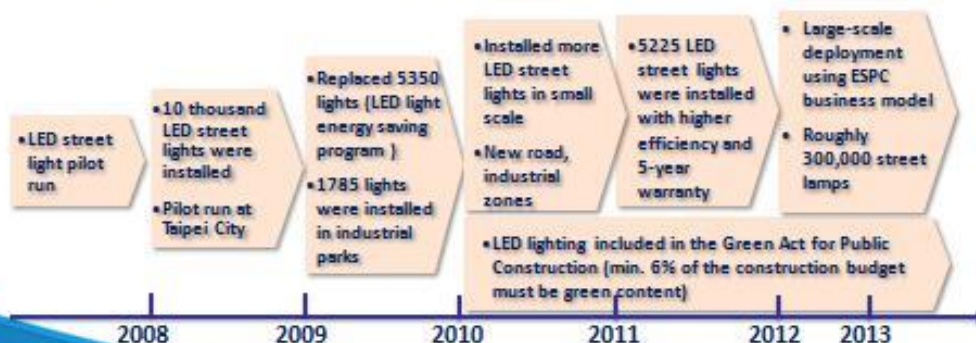 •LED street
light pilot
run
•10 thousand
LED street
lights were
installed
•Pilot run at
Taipei City
•Replaced 5350
lights (LED light
energy saving
program )
•1785 lights
were installed
in industrial
parks
•Installed more
LED street
lights in small
scale
•New road,
industrial
zones
•5225 LED
street lights
were installed
with higher
efficiency and
5-year
warranty
• Large-scale
deployment
using ESPC
business model
• Roughly
300,000 street
lamps
•LED lighting included in the Green Act for Public
Construction (min. 6% of the construction budget
must be green content)
2008
2009
2010
2011
2012
2013